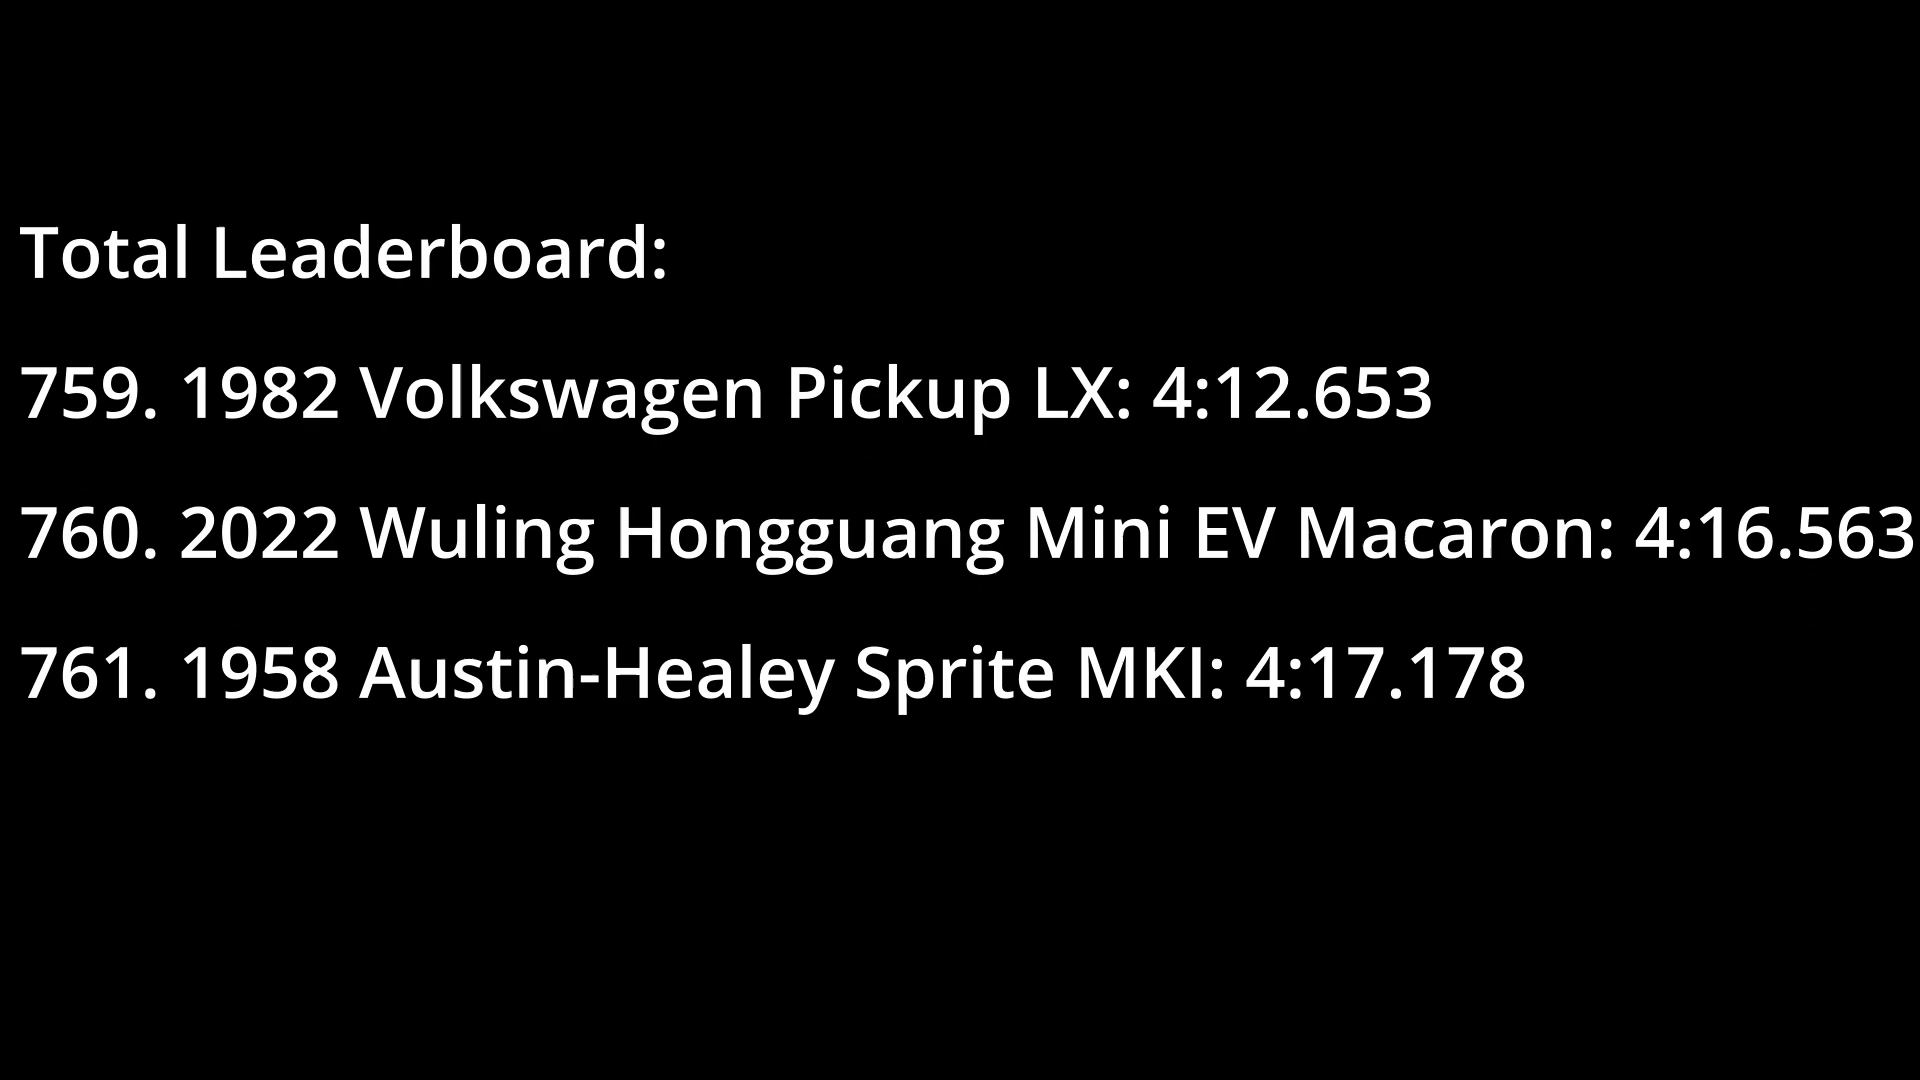 Total Leaderboard:
759. 1982 Volkswagen Pickup LX: 4:12.653
760. 2022 Wuling Hongguang Mini EV Macaron: 4:16.563
761. 1958 Austin-Healey Sprite MKI: 4:17.178